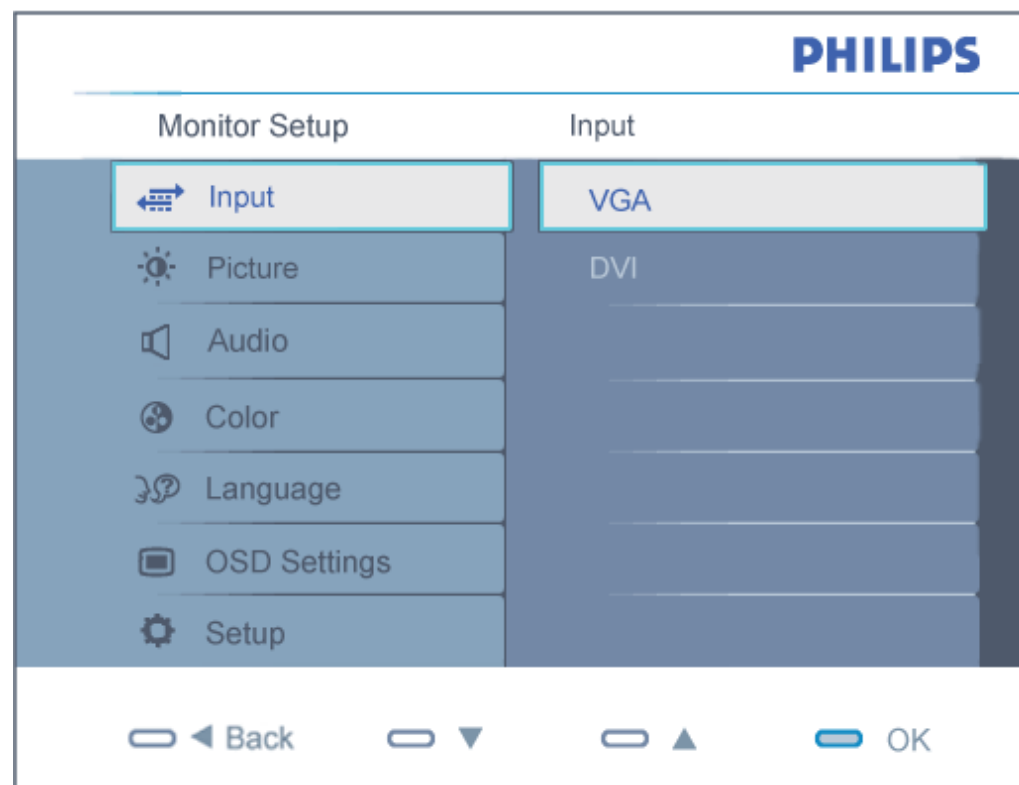 PHILIPS
Monitor Setup Input
Input VGA
Picture DVI
Audio
Color
Language
OSD Settings
Setup
Back OK